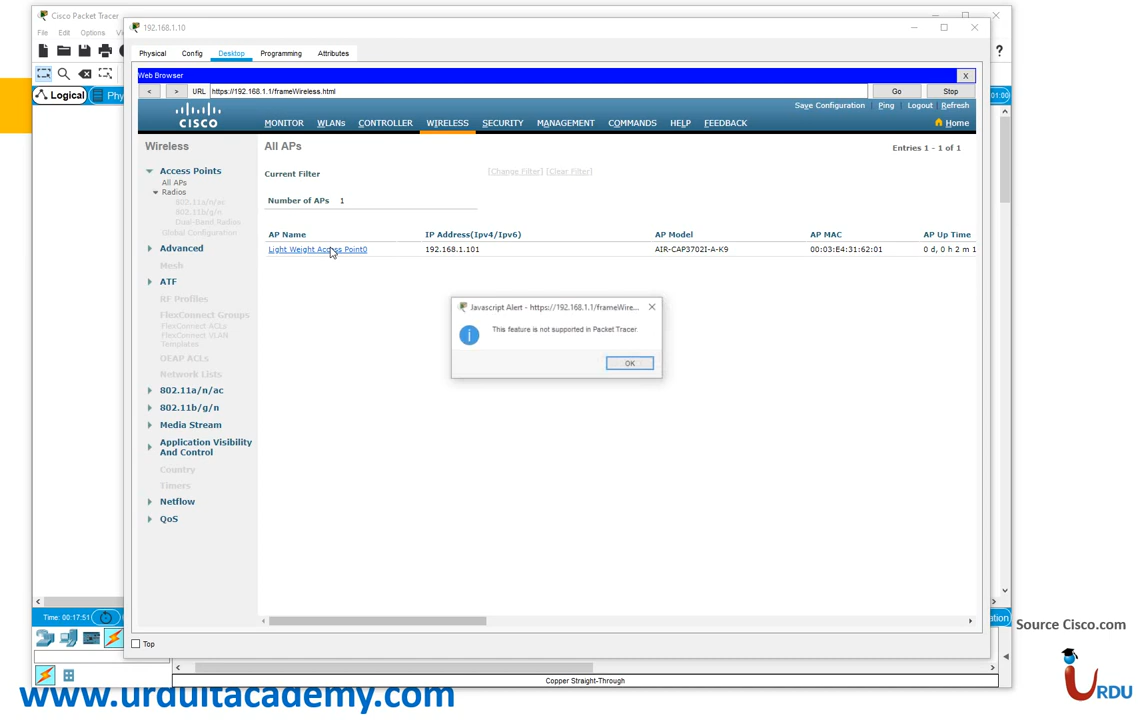 Cisco Packet Tracer
File Edit Options
192.168.1.10
Physical Config Desktop Programming Attributes
Web Browser X
< > URL https://192.168.1.1/frameWireless.html Go Stop
Logical
01:00
CISCO
Save Configuration Ping Logout Refresh
MONITOR WLANs CONTROLLER WIRELESS SECURITY MANAGEMENT COMMANDS HELP FEEDBACK Home
Wireless
Access Points
All APs
Radios
802.11a/n/ac
802.11b/g/n
Dual-Band Radios
Global Configuration
Advanced
Mesh
ATF
RF Profiles
FlexConnect Groups
FlexConnect ACLs
FlexConnect VLAN
Templates
OEAP ACLs
Network Lists
802.11a/n/ac
802.11b/g/n
Media Stream
Application Visibility
And Control
Country
Timers
Netflow
QoS
All APs
Entries 1 - 1 of 1
Current Filter [Change Filter] [Clear Filter]
Number of APs 1
AP Name IP Address(Ipv4/Ipv6) AP Model AP MAC AP Up Time
Light Weight Access Point0 192.168.1.101 AIR-CAP3702I-A-K9 00:03:E4:31:62:01 0 d, 0 h 2 m 1
Javascript Alert - https://192.168.1.1/frameWire...
This feature is not supported in Packet Tracer.
OK
Time: 00:17:51
Top
Copper Straight-Through
Source Cisco.com
www.urduitacademy.com
URDU